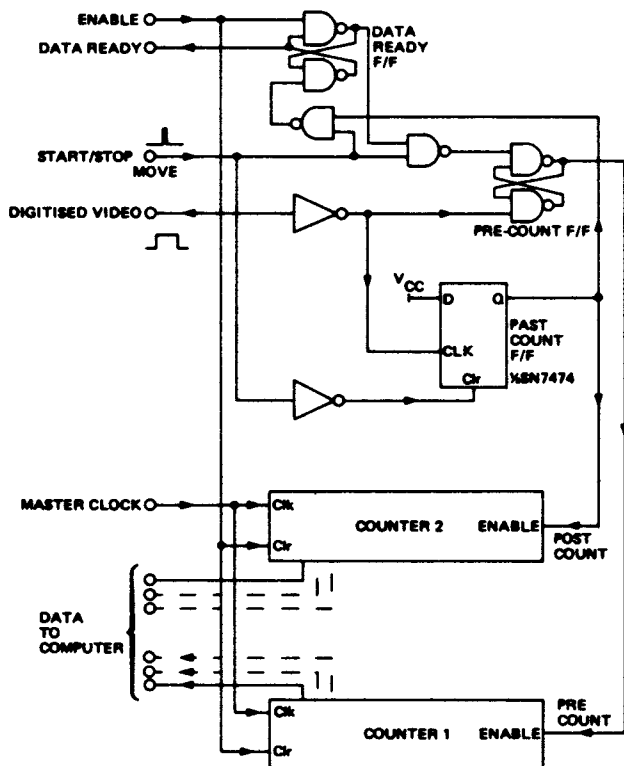 ENABLE
DATA READY
DATA
READY
F/F
START/STOP
MOVE
DIGITISED VIDEO
PRE-COUNT F/F
VCC
D
Q
PAST
COUNT
F/F
CLK
Clr
½SN7474
MASTER CLOCK
Clk
COUNTER 2
ENABLE
Clr
POST
COUNT
DATA
TO
COMPUTER
PRE
COUNT
Clk
COUNTER 1
ENABLE
Clr